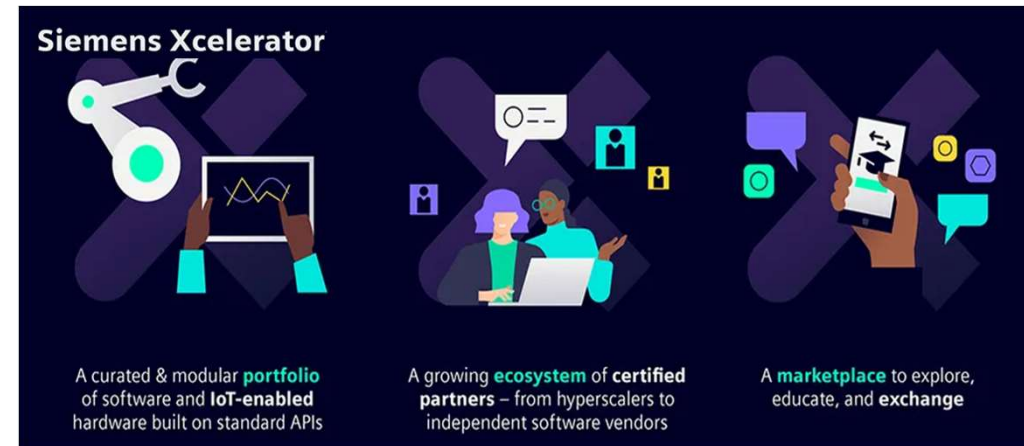 Siemens Xcelerator
A curated & modular portfolio
of software and IoT-enabled
hardware built on standard APIs
A growing ecosystem of certified
partners – from hyperscalers to
independent software vendors
A marketplace to explore,
educate, and exchange